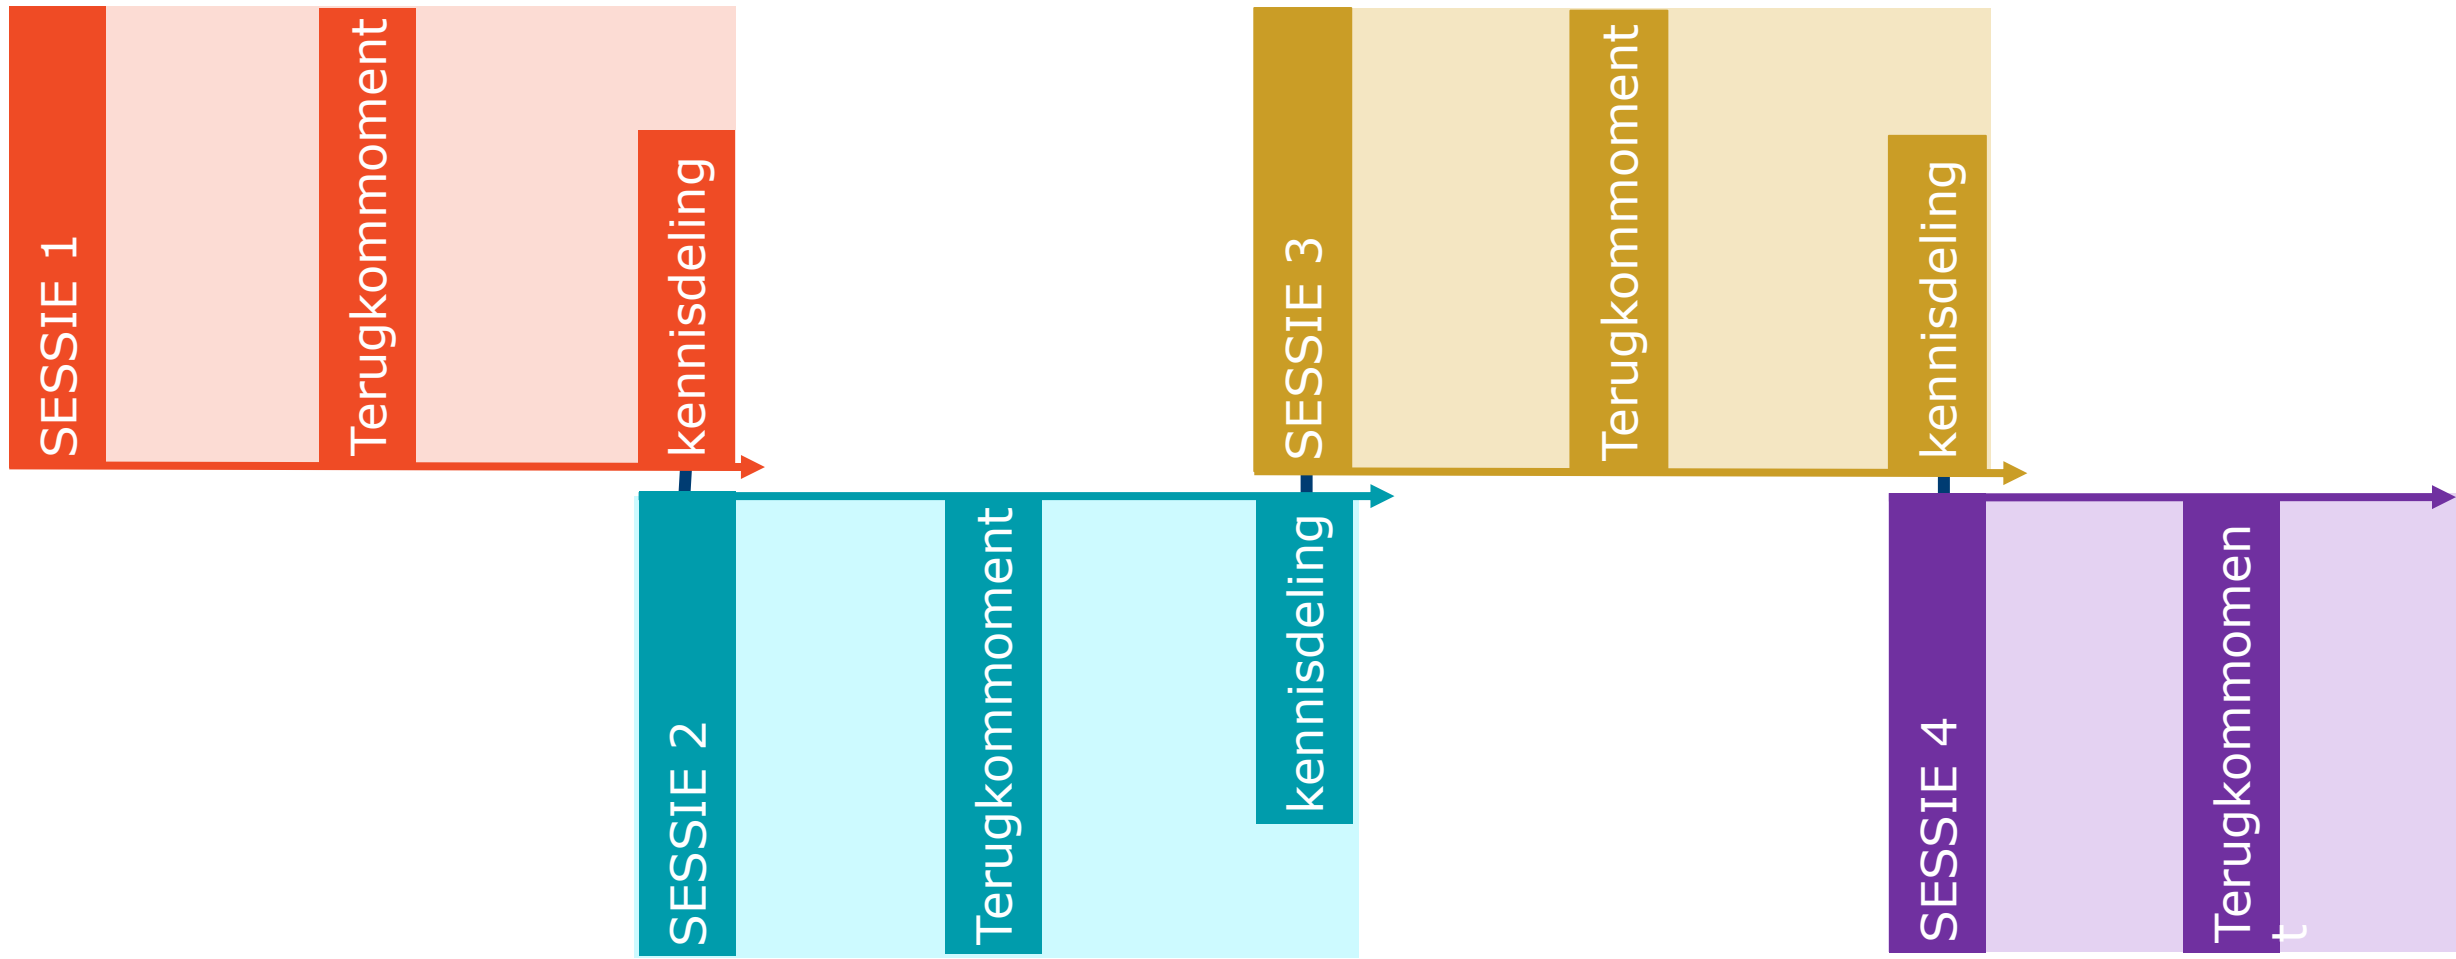 SESSIE 1
Terugkommoment
kennisdeling
SESSIE 2
Terugkommoment
kennisdeling
SESSIE 3
Terugkommoment
kennisdeling
SESSIE 4
Terugkommomen
t